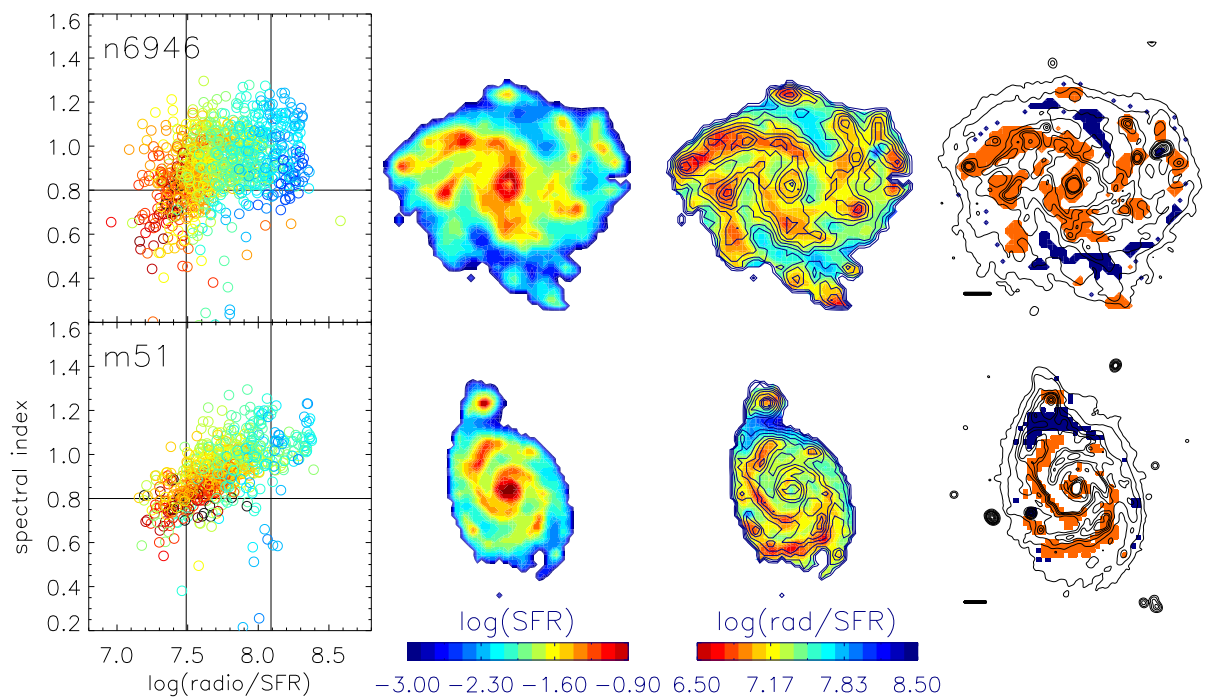 1.6
n6946
1.4
1.2
1.0
0.8
0.6
0.4
1.6
m51
1.4
1.2
1.0
0.8
0.6
0.4
0.2
spectral index
7.0 7.5 8.0 8.5
log(radio/SFR)
log(SFR)
−3.00 −2.30 −1.60 −0.90
log(rad/SFR)
6.50 7.17 7.83 8.50